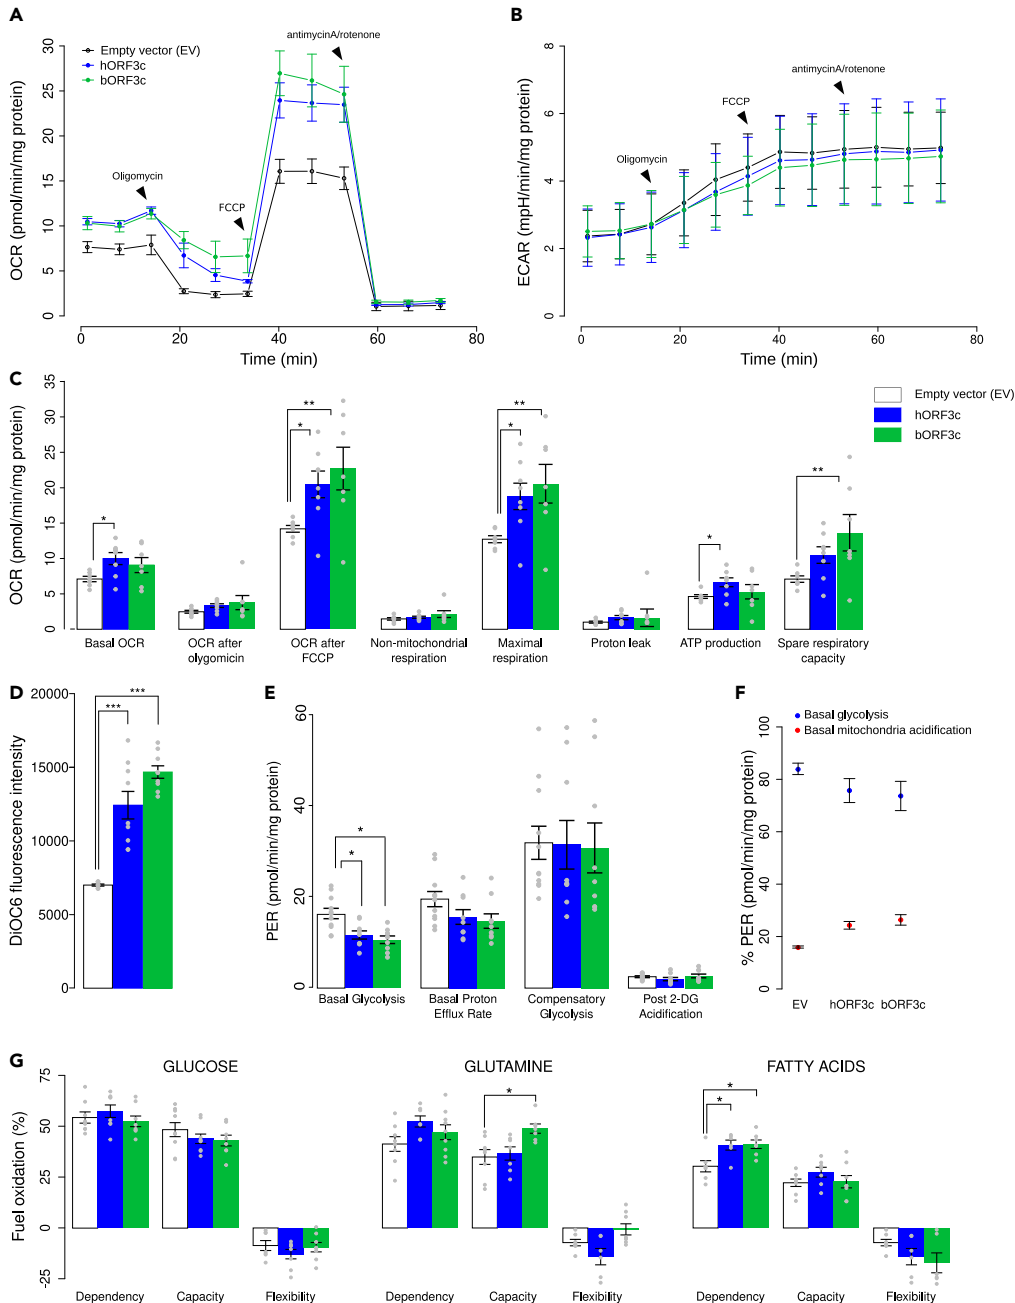 A
OCR (pmol/min/mg protein)
0
5
10
15
20
25
30
Empty vector (EV)
hORF3c
bORF3c
Oligomycin
FCCP
antimycinA/rotenone
0
20
40
60
80
Time (min)
B
ECAR (mpH/min/mg protein)
0
2
4
6
8
Oligomycin
FCCP
antimycinA/rotenone
0
20
40
60
80
Time (min)
C
OCR (pmol/min/mg protein)
0
5
10
15
20
25
30
35
Empty vector (EV)
hORF3c
bORF3c
*
*
**
*
**
*
**
Basal OCR
OCR after
olygomicin
OCR after
FCCP
Non-mitochondrial
respiration
Maximal
respiration
Proton leak
ATP production
Spare respiratory
capacity
D
DiOC6 fluorescence intensity
0
5000
10000
15000
20000
***
***
E
PER (pmol/min/mg protein)
0
20
40
60
*
*
Basal Glycolysis
Basal Proton
Efflux Rate
Compensatory
Glycolysis
Post 2-DG
Acidification
F
% PER (pmol/min/mg protein)
0
20
40
60
80
100
Basal glycolysis
Basal mitochondria acidification
EV
hORF3c
bORF3c
G
Fuel oxidation (%)
-25
0
25
50
75
GLUCOSE
Dependency
Capacity
Flexibility
GLUTAMINE
*
Dependency
Capacity
Flexibility
FATTY ACIDS
*
*
Dependency
Capacity
Flexibility